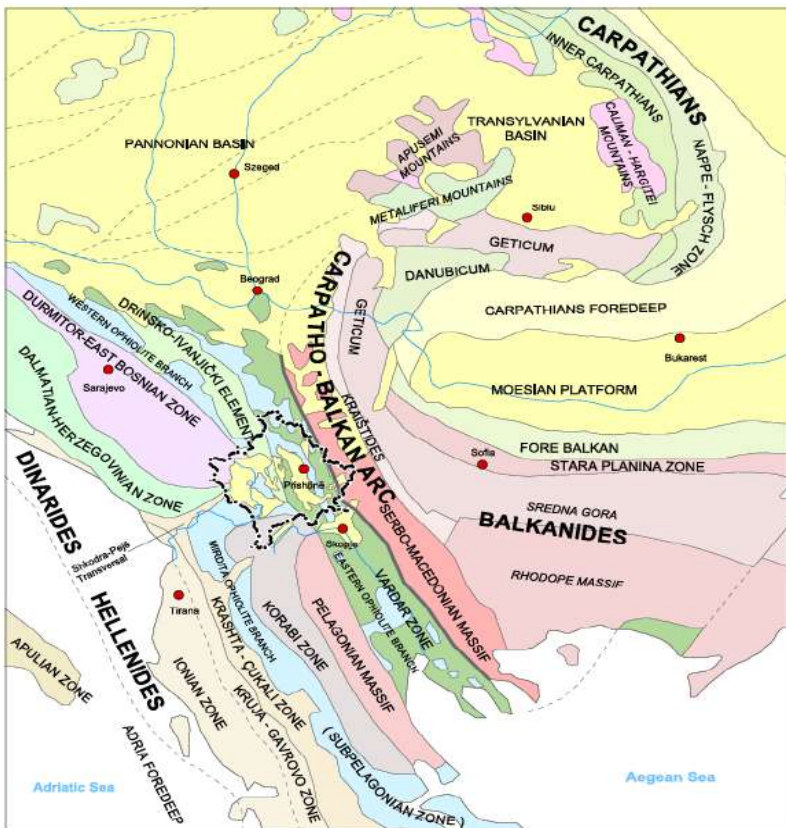 CARPATHIANS
INNER CARPATHIANS
NAPPE - FLYSCH ZONE
CALIMAN - HARGITEI
MOUNTAINS
TRANSYLVANIAN
BASIN
APUSEMI
MOUNTAINS
PANNONIAN BASIN
Szeged
METALIFERI MOUNTAINS
Sibiu
GETICUM
DANUBICUM
Beograd
CARPATHIANS FOREDEEP
Bukarest
MOESIAN PLATFORM
CARPATHO - BALKAN ARC
GETICUM
KRAIŠTIDES
DRINSKO-IVANJIČKI ELEMENT
WESTERN OPHIOLITE BRANCH
DURMITOR-EAST BOSNIAN ZONE
Sarajevo
DALMATIAN-HERZEGOVINIAN ZONE
FORE BALKAN
Sofia
STARA PLANINA ZONE
SREDNA GORA
BALKANIDES
RHODOPE MASSIF
Prishtinë
Skopje
SERBO-MACEDONIAN MASSIF
VARDAR ZONE
EASTERN OPHIOLITE BRANCH
PELAGONIAN MASSIF
KORABI ZONE
MIRDITA OPHIOLITE BRANCH
( SUBPELAGONIAN ZONE )
Shkodra-Pejë
Transversal
DINARIDES
HELLENIDES
Tirana
KRASHTA - ÇUKALI ZONE
KRUJA - GAVROVO ZONE
IONIAN ZONE
APULIAN ZONE
ADRIA FOREDEEP
Adriatic Sea
Aegean Sea